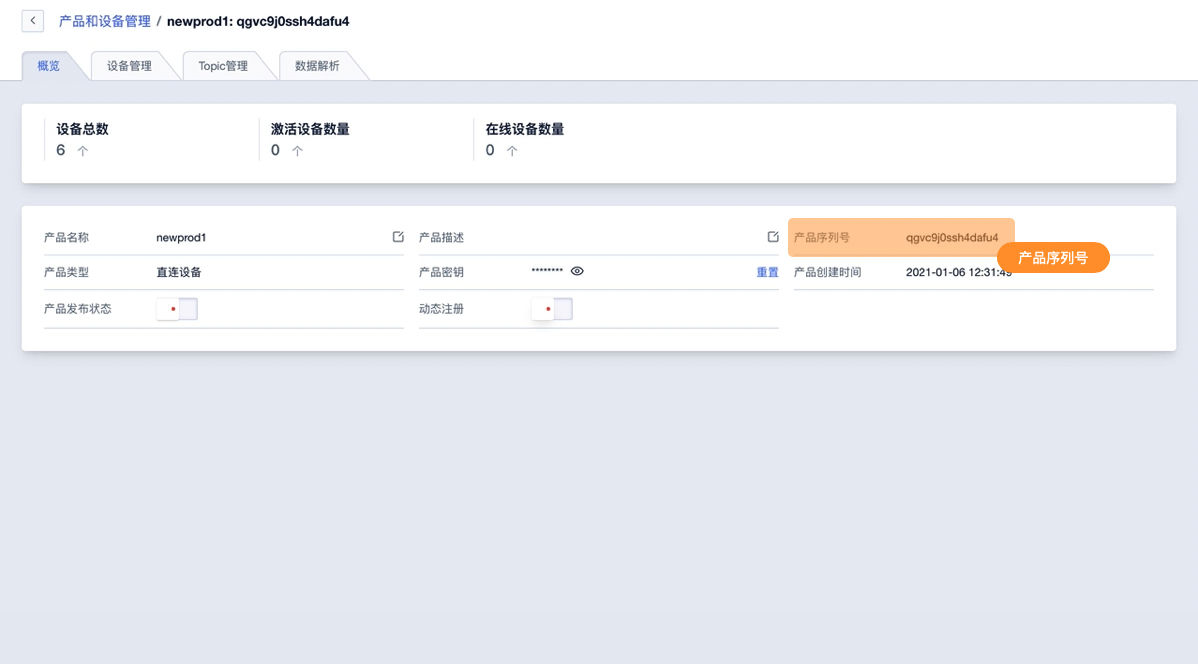 产品和设备管理 / newprod1: qgvc9j0ssh4dafu4
概览 设备管理 Topic管理 数据解析
设备总数 激活设备数量 在线设备数量
6 ↑ 0 ↑ 0 ↑
产品名称 newprod1 产品描述 产品序列号 qgvc9j0ssh4dafu4
产品序列号
产品类型 直连设备 产品密钥 ******** 重置 产品创建时间 2021-01-06 12:31:49
产品发布状态 动态注册